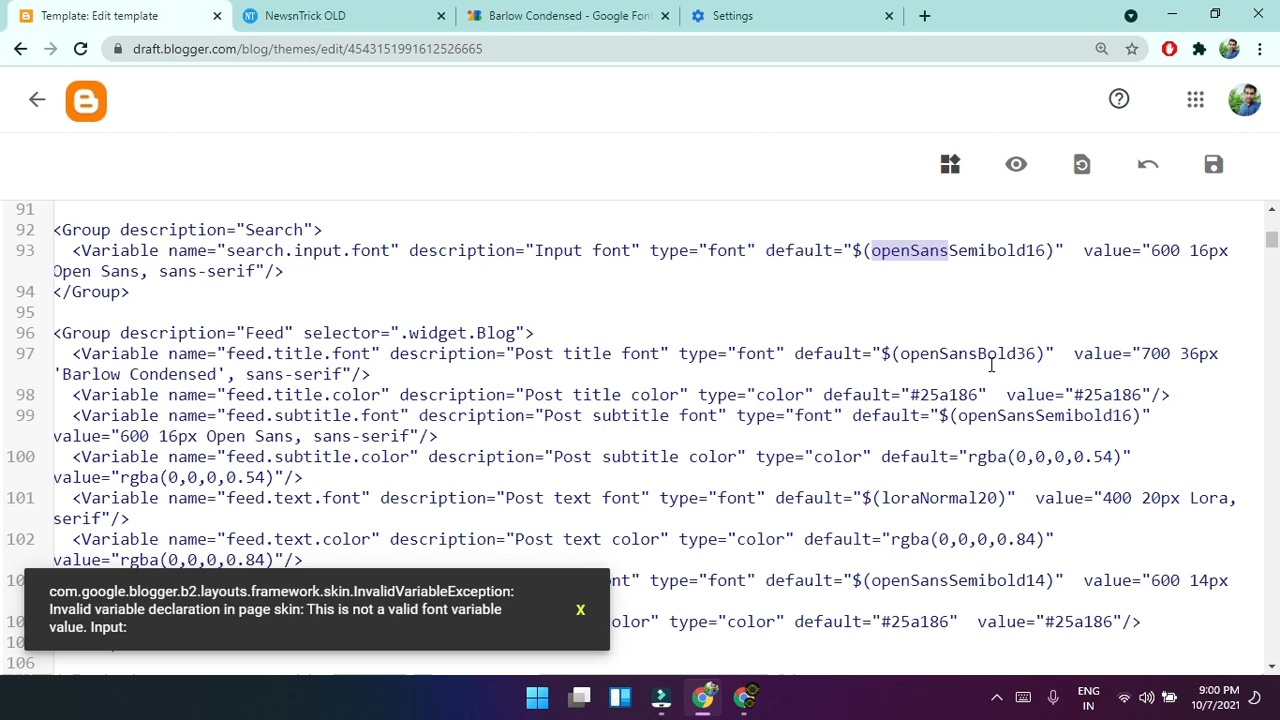 Template: Edit
NewsnTrick OLD
Barlow Condensed - Google Font
Settings
draft.blogger.com/blog/themes/edit/4543151991612526665
91
92 <Group description="Search">
93 <Variable name="search.input.font" description="Input font" type="font" default="$(openSansSemibold16)" value="600 16px
Open Sans, sans-serif"/>
94 </Group>
95
96 <Group description="Feed" selector=".widget.Blog">
97 <Variable name="feed.title.font" description="Post title font" type="font" default="$(openSansBold36)" value="700 36px
'Barlow Condensed', sans-serif"/>
98 <Variable name="feed.title.color" description="Post title color" type="color" default="#25a186" value="#25a186"/>
99 <Variable name="feed.subtitle.font" description="Post subtitle font" type="font" default="$(openSansSemibold16)"
value="600 16px Open Sans, sans-serif"/>
100 <Variable name="feed.subtitle.color" description="Post subtitle color" type="color" default="rgba(0,0,0,0.54)"
value="rgba(0,0,0,0.54)"/>
101 <Variable name="feed.text.font" description="Post text font" type="font" default="$(loraNormal20)" value="400 20px Lora,
serif"/>
102 <Variable name="feed.text.color" description="Post text color" type="color" default="rgba(0,0,0,0.84)"
value="rgba(0,0,0,0.84)"/>
type="font" default="$(openSansSemibold14)" value="600 14px
type="color" default="#25a186" value="#25a186"/>
106
com.google.blogger.b2.layouts.framework.skin.InvalidVariableException:
Invalid variable declaration in page skin: This is not a valid font variable
value. Input:
X
ENG
IN
9:00 PM
10/7/2021